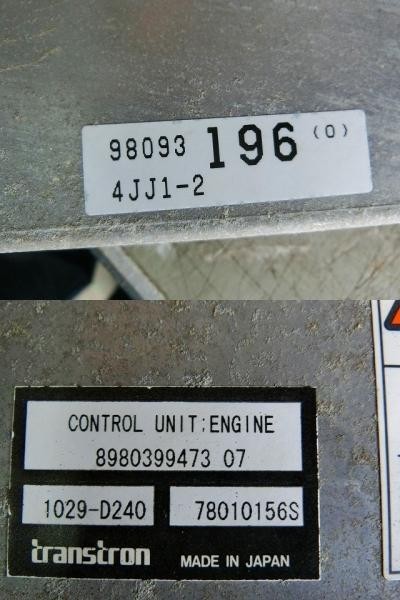 98093 196 (0)
4JJ1-2
CONTROL UNIT:ENGINE
8980399473 07
1029-D240 78010156S
transtron MADE IN JAPAN